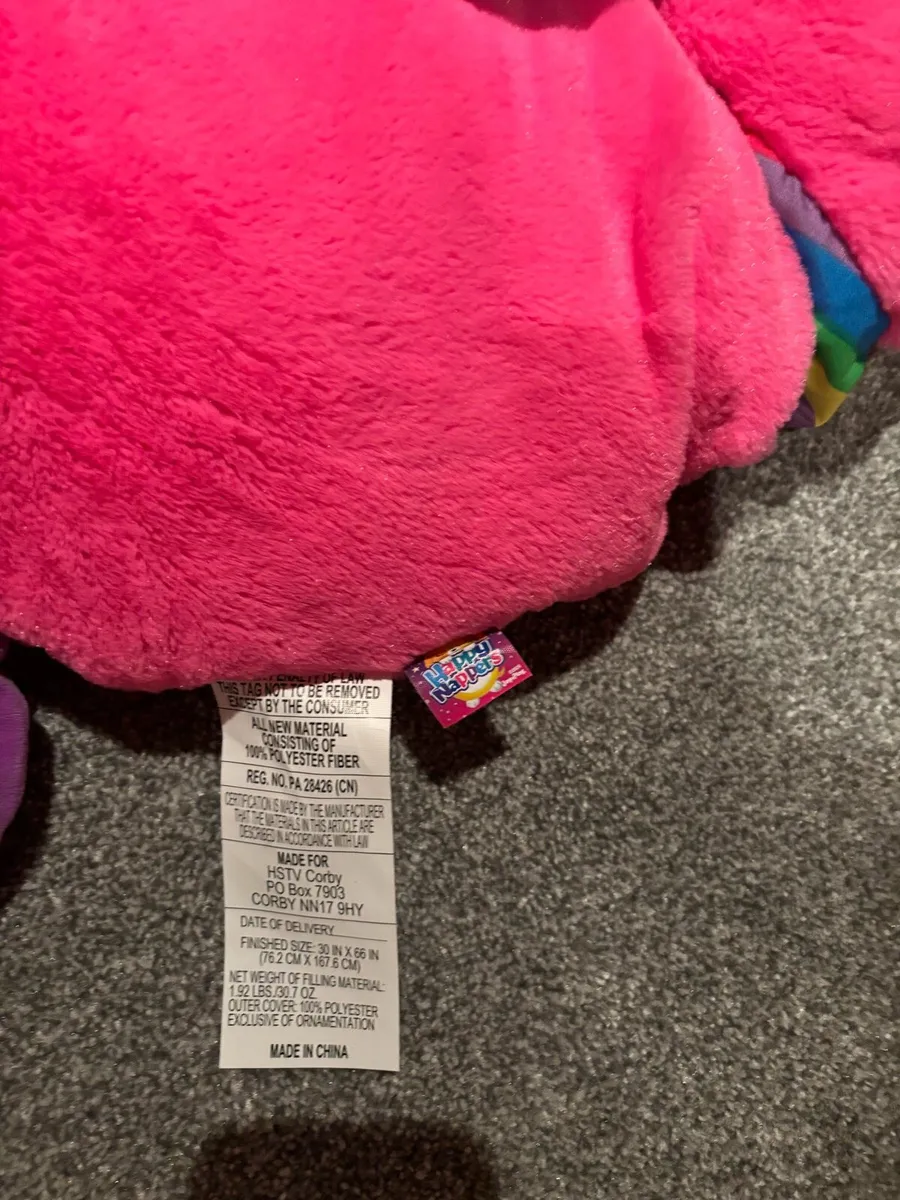 PENALTY OF LAW
THIS TAG NOT TO BE REMOVED
EXCEPT BY THE CONSUMER
ALL NEW MATERIAL
CONSISTING OF
100% POLYESTER FIBER
REG. NO. PA 28426 (CN)
CERTIFICATION IS MADE BY THE MANUFACTURER
THAT THE MATERIALS IN THIS ARTICLE ARE
DESCRIBED IN ACCORDANCE WITH LAW
MADE FOR
HSTV Corby
PO Box 7903
CORBY NN17 9HY
DATE OF DELIVERY
FINISHED SIZE: 30 IN X 66 IN
(76.2 CM X 167.6 CM)
NET WEIGHT OF FILLING MATERIAL:
1.92 LBS./30.7 OZ.
OUTER COVER: 100% POLYESTER
EXCLUSIVE OF ORNAMENTATION
MADE IN CHINA
Happy
Nappers